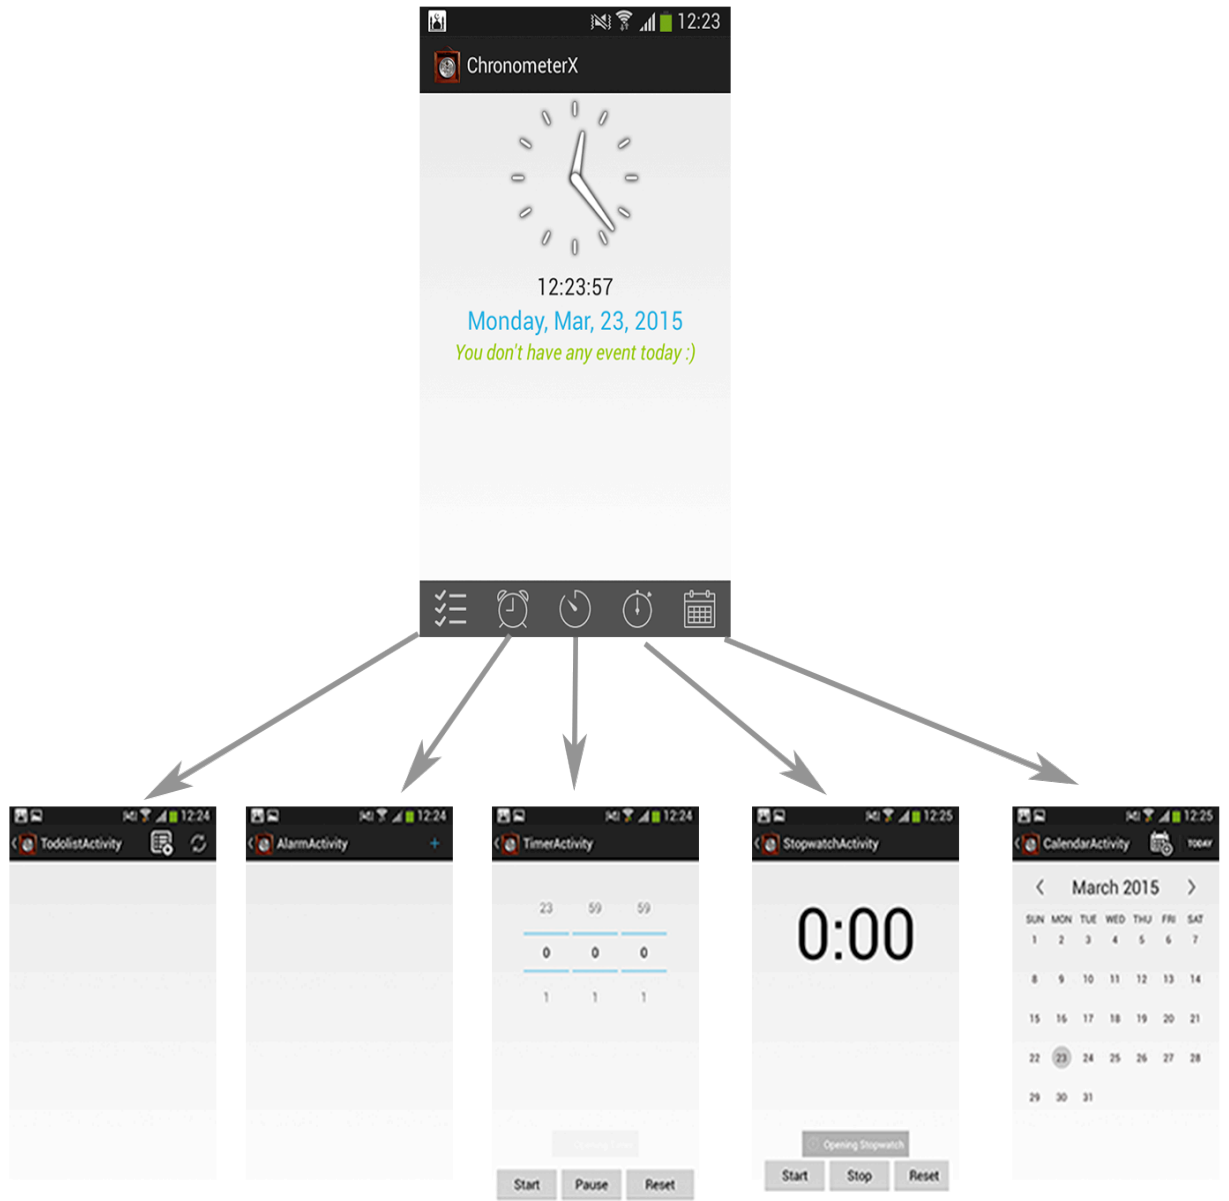 12:23
ChronometerX
12:23:57
Monday, Mar, 23, 2015
You don't have any event today :)
12:24
TodolistActivity
12:24
AlarmActivity +
12:24
TimerActivity
23 59 59
0 0 0
1 1 1
Start Pause Reset
12:25
StopwatchActivity
0:00
Opening Stopwatch
Start Stop Reset
12:25
CalendarActivity TODAY
< March 2015 >
SUN MON TUE WED THU FRI SAT
1 2 3 4 5 6 7
8 9 10 11 12 13 14
15 16 17 18 19 20 21
22 23 24 25 26 27 28
29 30 31